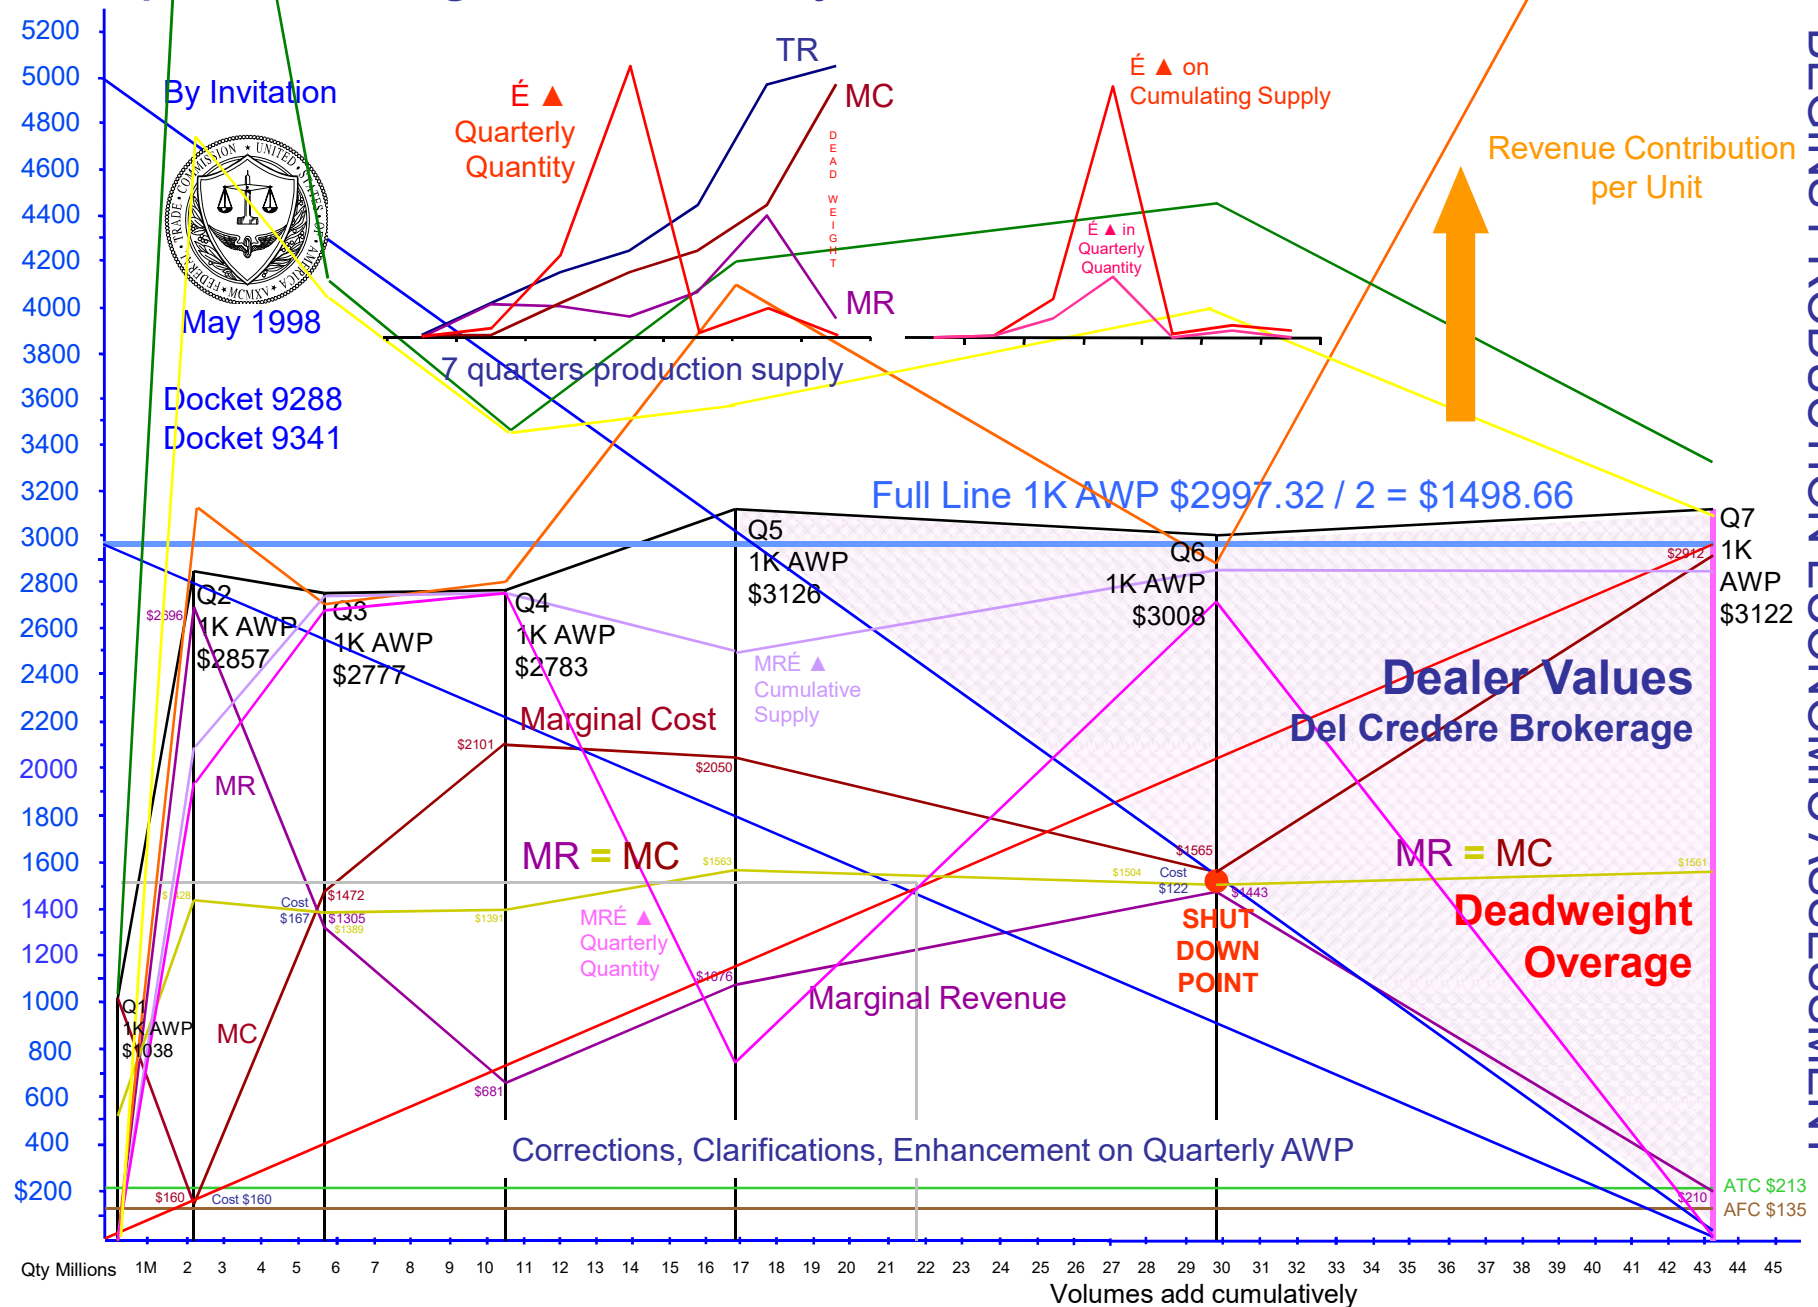 5200
5000
4800
4600
4400
4200
4000
3800
3600
3400
3200
3000
2800
2600
2400
2200
2000
1800
1600
1400
1200
1000
800
600
400
$200
By Invitation
FEDERAL TRADE COMMISSION ★ UNITED STATES OF AMERICA
MCMXV
May 1998
Docket 9288
Docket 9341
É ▲
Quarterly
Quantity
TR
MC
DEAD WEIGHT
MR
7 quarters production supply
É ▲ on
Cumulating Supply
É ▲ in
Quarterly
Quantity
Revenue Contribution
per Unit
Full Line 1K AWP $2997.32 / 2 = $1498.66
Q1
1K AWP
$1038
Q2
1K AWP
$2857
Q3
1K AWP
$2777
Q4
1K AWP
$2783
Q5
1K AWP
$3126
Q6
1K AWP
$3008
Q7
1K
AWP
$3122
$2696
$2912
MRÉ ▲
Cumulative
Supply
Dealer Values
Del Credere Brokerage
Marginal Cost
$2101
$2050
MR
MR = MC
$1563
$1504
$1565
Cost
$122
$1443
MR = MC
$1561
$1472
Cost
$167
$1305
$1389
$1391
MRÉ ▲
Quarterly
Quantity
$1076
Marginal Revenue
SHUT
DOWN
POINT
Deadweight
Overage
MC
$681
Corrections, Clarifications, Enhancement on Quarterly AWP
$160
Cost $160
$210
ATC $213
AFC $135
Qty Millions 1M 2 3 4 5 6 7 8 9 10 11 12 13 14 15 16 17 18 19 20 21 22 23 24 25 26 27 28 29 30 31 32 33 34 35 36 37 38 39 40 41 42 43 44 45
Volumes add cumulatively